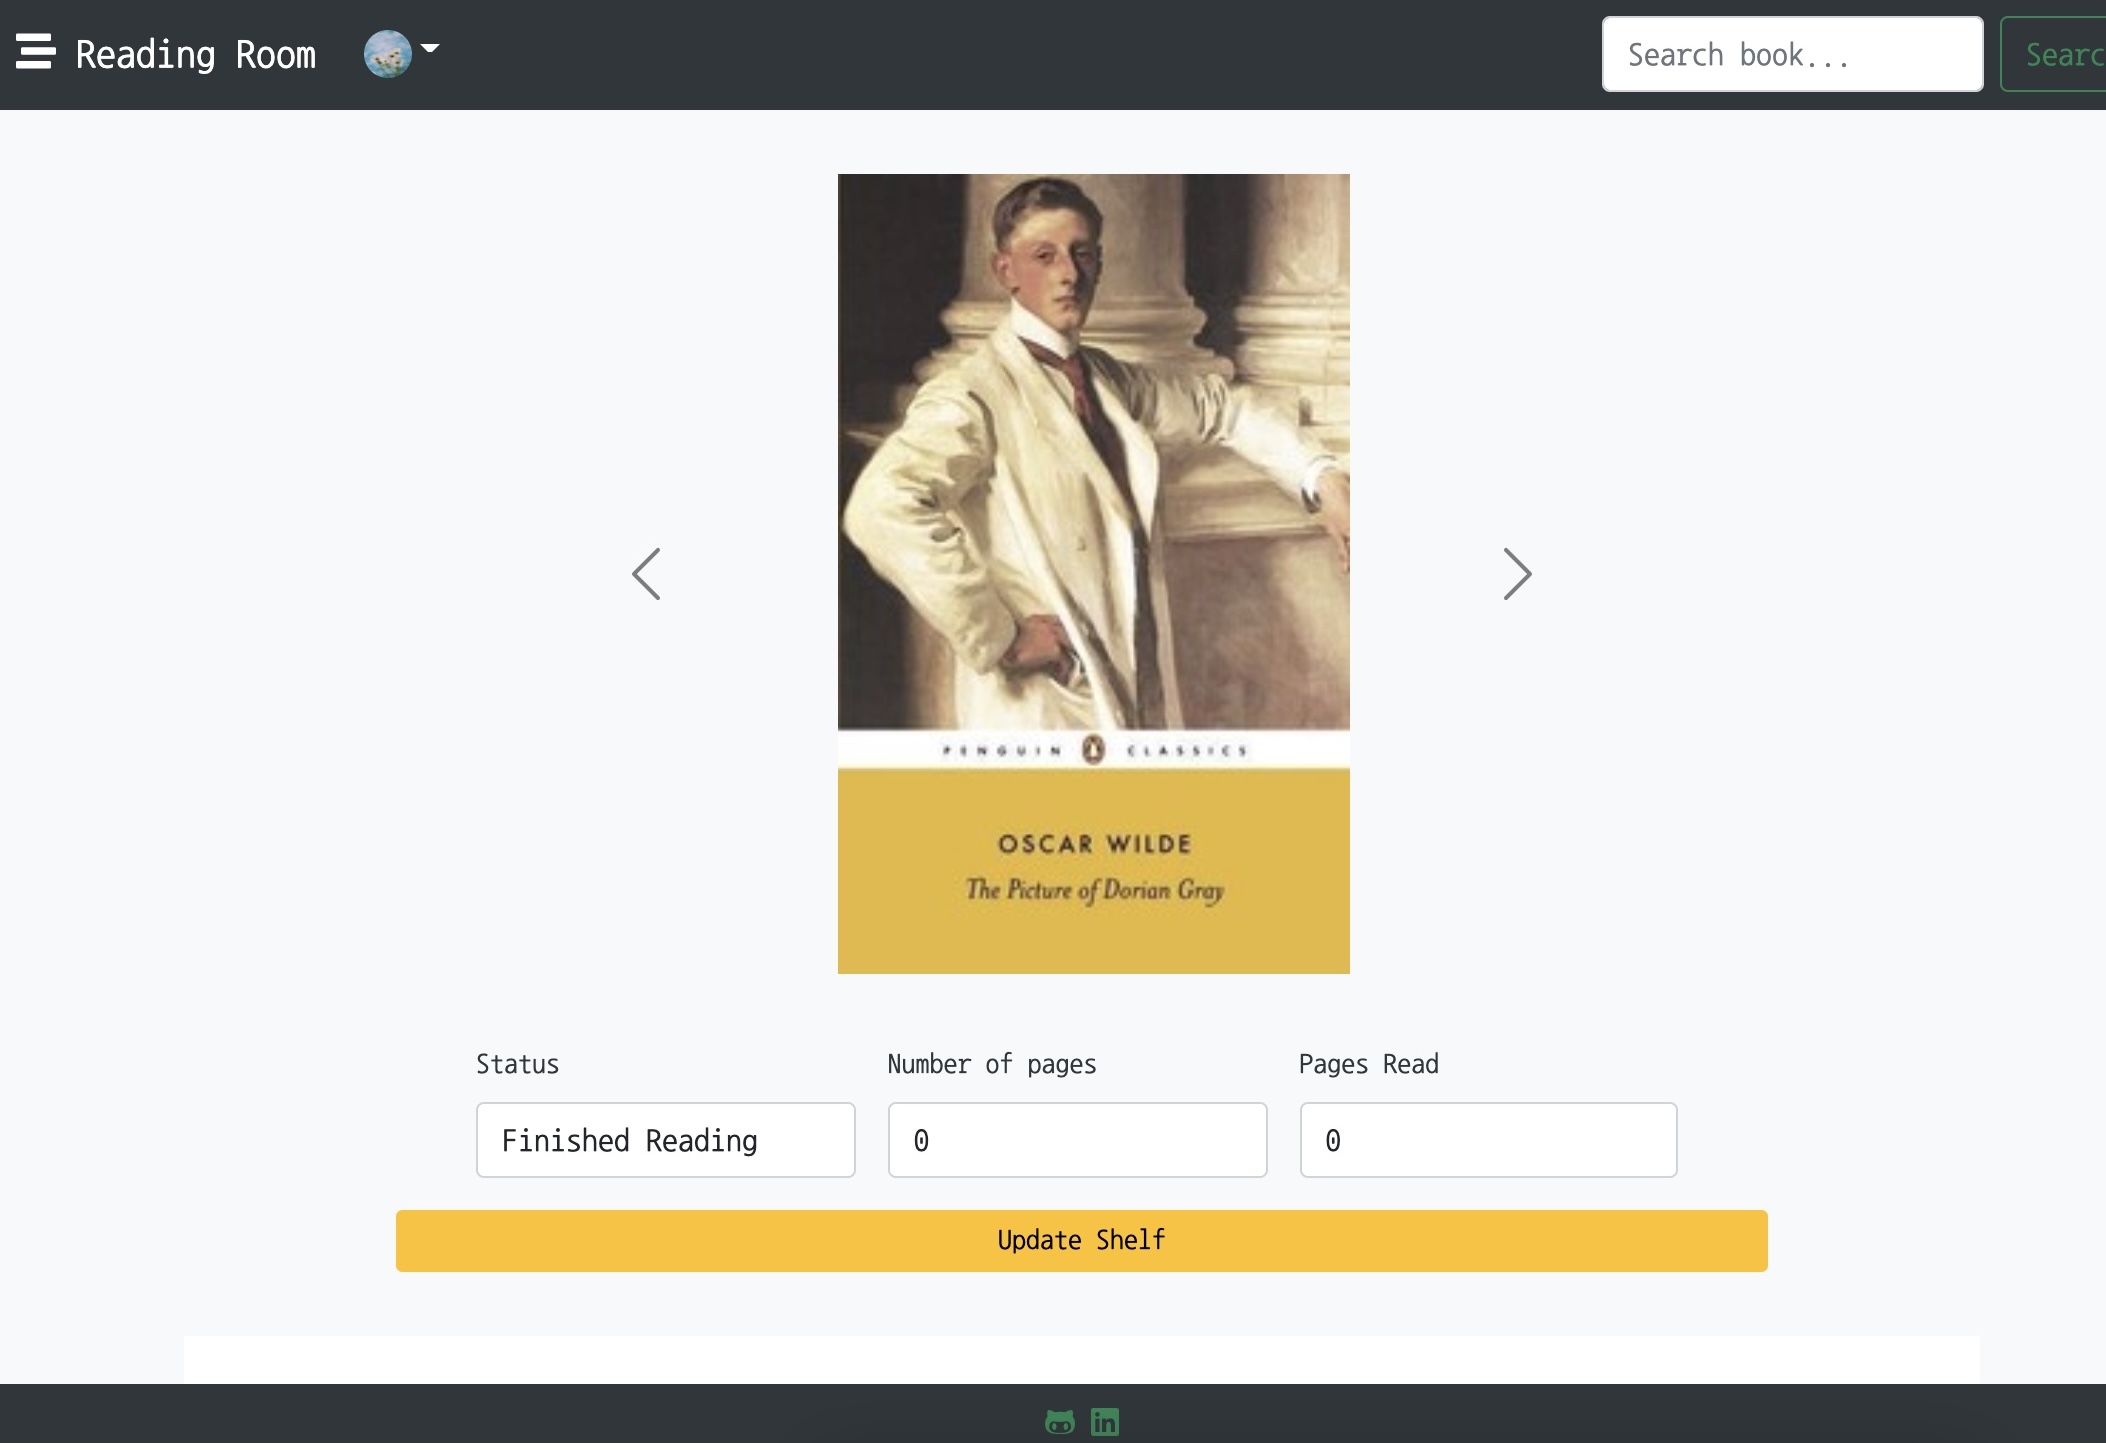 Reading Room
Search book...
Searc
PENGUIN CLASSICS
OSCAR WILDE
The Picture of Dorian Gray
Status
Number of pages
Pages Read
Finished Reading
0
0
Update Shelf
in